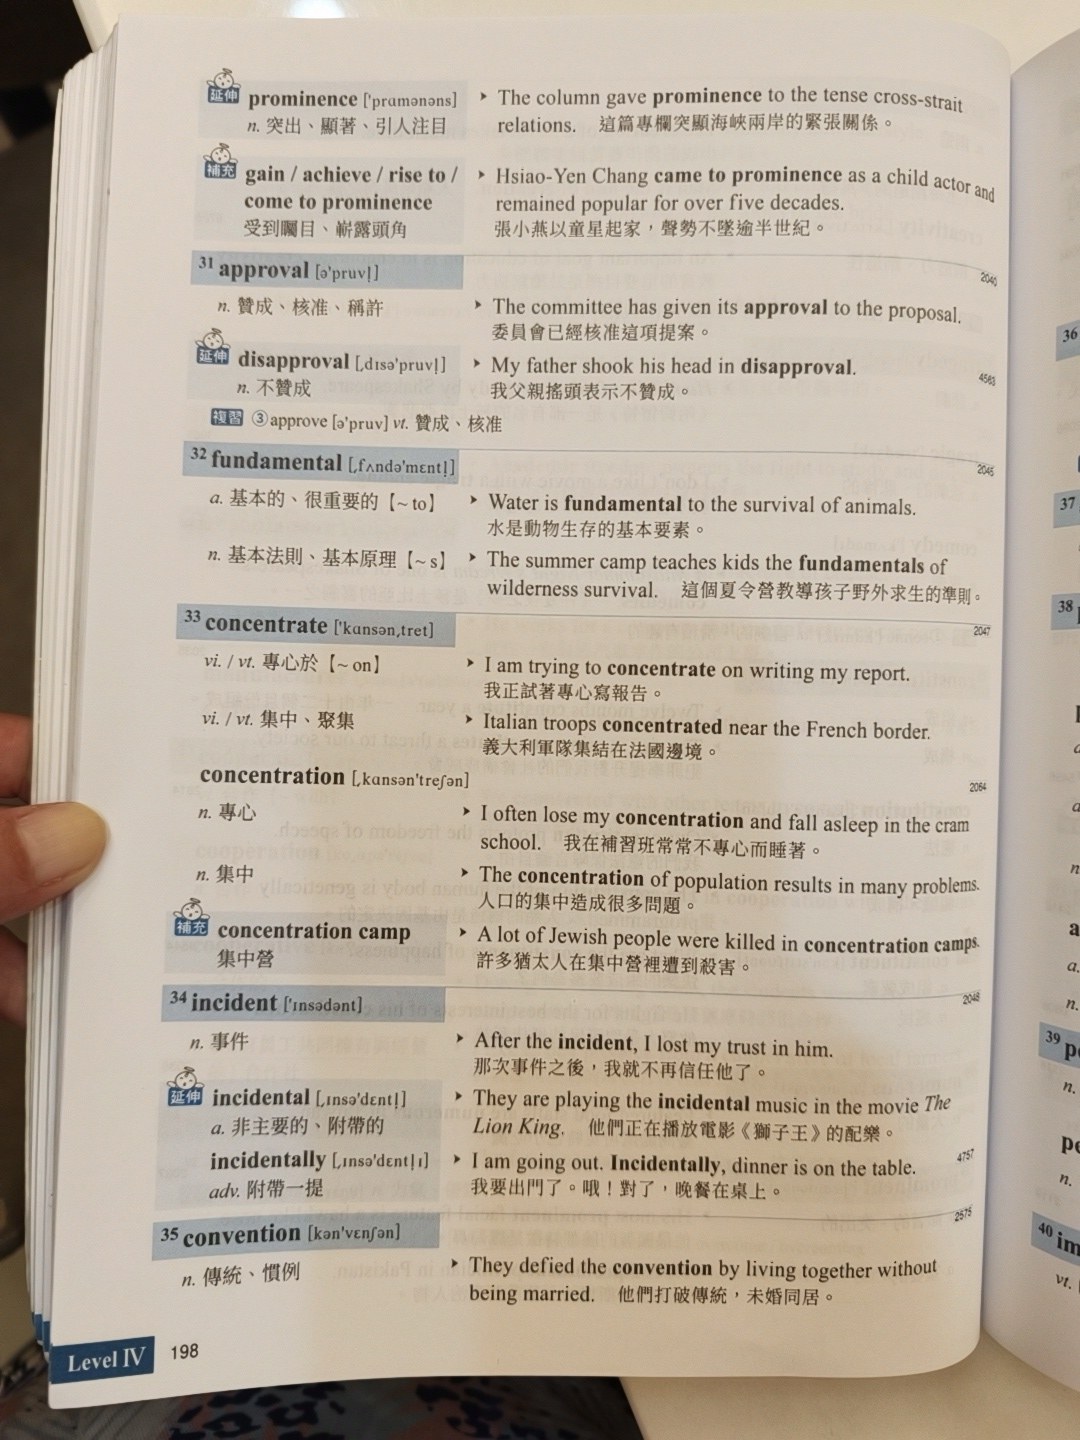 延伸 prominence [ˈprɑmənəns] ‣ The column gave prominence to the tense cross-strait
n. 突出、顯著、引人注目 relations. 這篇專欄突顯海峽兩岸的緊張關係。
補充 gain / achieve / rise to / ‣ Hsiao-Yen Chang came to prominence as a child actor and
come to prominence remained popular for over five decades.
受到矚目、嶄露頭角 張小燕以童星起家，聲勢不墜逾半世紀。
31 approval [əˈpruvl̩] 2040
n. 贊成、核准、稱許 ‣ The committee has given its approval to the proposal.
委員會已經核准這項提案。
延伸 disapproval [ˌdɪsəˈpruvl̩] ‣ My father shook his head in disapproval. 4563
n. 不贊成 我父親搖頭表示不贊成。
複習 ③approve [əˈpruv] vt. 贊成、核准
32 fundamental [ˌfʌndəˈmɛntl̩] 2045
a. 基本的、很重要的【~ to】 ‣ Water is fundamental to the survival of animals.
水是動物生存的基本要素。
n. 基本法則、基本原理【~ s】 ‣ The summer camp teaches kids the fundamentals of
wilderness survival. 這個夏令營教導孩子野外求生的準則。
33 concentrate [ˈkɑnsənˌtret] 2047
vi. / vt. 專心於【~ on】 ‣ I am trying to concentrate on writing my report.
我正試著專心寫報告。
vi. / vt. 集中、聚集 ‣ Italian troops concentrated near the French border.
義大利軍隊集結在法國邊境。
concentration [ˌkɑnsənˈtreʃən] 2064
n. 專心 ‣ I often lose my concentration and fall asleep in the cram
school. 我在補習班常常不專心而睡著。
n. 集中 ‣ The concentration of population results in many problems.
人口的集中造成很多問題。
補充 concentration camp ‣ A lot of Jewish people were killed in concentration camps.
集中營 許多猶太人在集中營裡遭到殺害。
34 incident [ˈɪnsədənt] 2048
n. 事件 ‣ After the incident, I lost my trust in him.
那次事件之後，我就不再信任他了。
延伸 incidental [ˌɪnsəˈdɛntl̩] ‣ They are playing the incidental music in the movie The
a. 非主要的、附帶的 Lion King. 他們正在播放電影《獅子王》的配樂。
incidentally [ˌɪnsəˈdɛntl̩ɪ] ‣ I am going out. Incidentally, dinner is on the table. 4757
adv. 附帶一提 我要出門了。哦！對了，晚餐在桌上。
35 convention [kənˈvɛnʃən] 2575
n. 傳統、慣例 ‣ They defied the convention by living together without
being married. 他們打破傳統，未婚同居。
Level IV 198
36
37
38
39
40 im
vt.